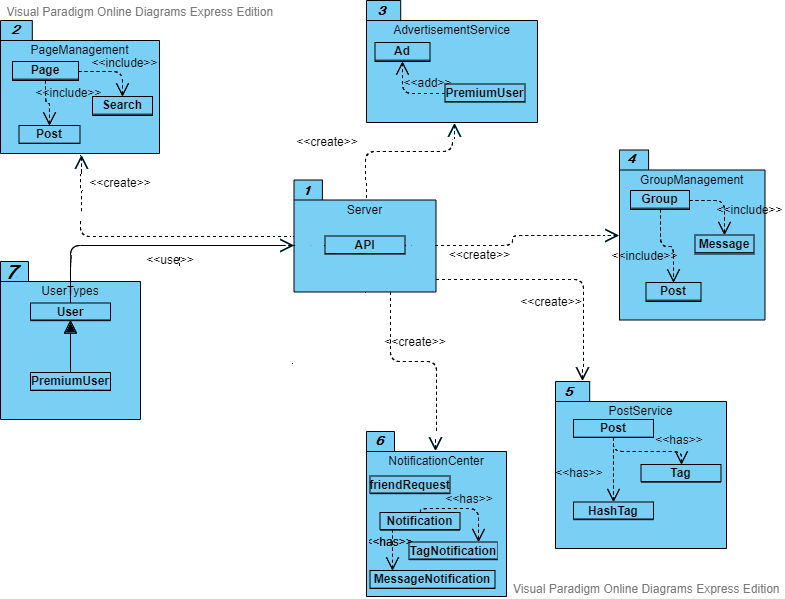 Visual Paradigm Online Diagrams Express Edition
2
PageManagement
Page
<<include>>
<<include>>
Search
Post
3
AdvertisementService
Ad
<<add>>
PremiumUser
<<create>>
<<create>>
4
GroupManagement
Group
<<include>>
Message
<<include>>
Post
1
Server
API
<<create>>
<<use>>
7
UserTypes
User
PremiumUser
<<create>>
<<create>>
5
PostService
Post
<<has>>
<<has>>
Tag
HashTag
6
NotificationCenter
friendRequest
<<has>>
Notification
<<has>>
TagNotification
MessageNotification
Visual Paradigm Online Diagrams Express Edition